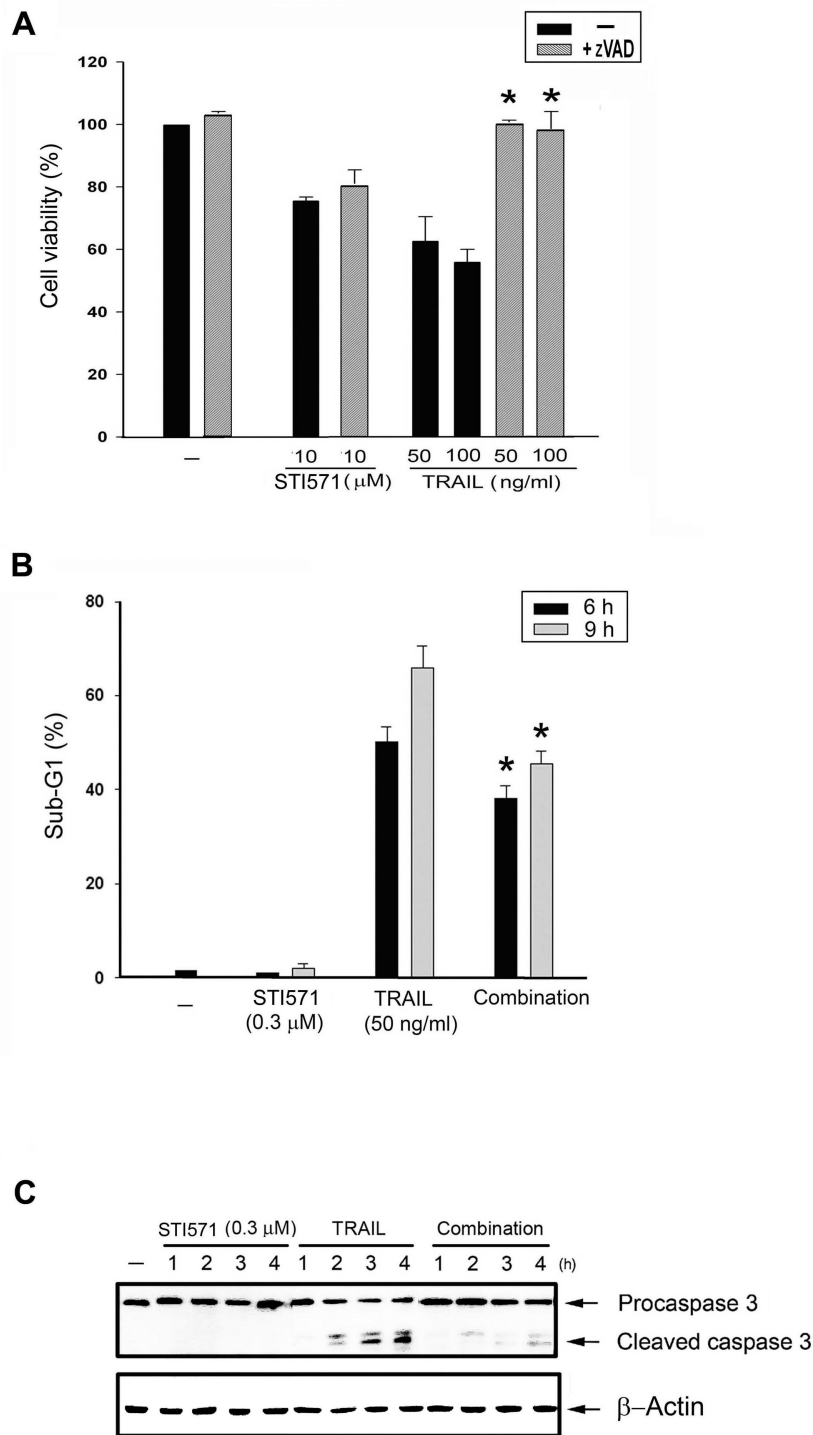 A
–
+ zVAD
120
100
80
60
40
20
0
Cell viability (%)
* *
– 10 10 50 100 50 100
STI571 (μM) TRAIL (ng/ml)
B
6 h
9 h
80
60
40
20
0
Sub-G1 (%)
* *
– STI571 TRAIL Combination
(0.3 μM) (50 ng/ml)
C
STI571 (0.3 μM) TRAIL Combination
– 1 2 3 4 1 2 3 4 1 2 3 4 (h)
Procaspase 3
Cleaved caspase 3
β–Actin